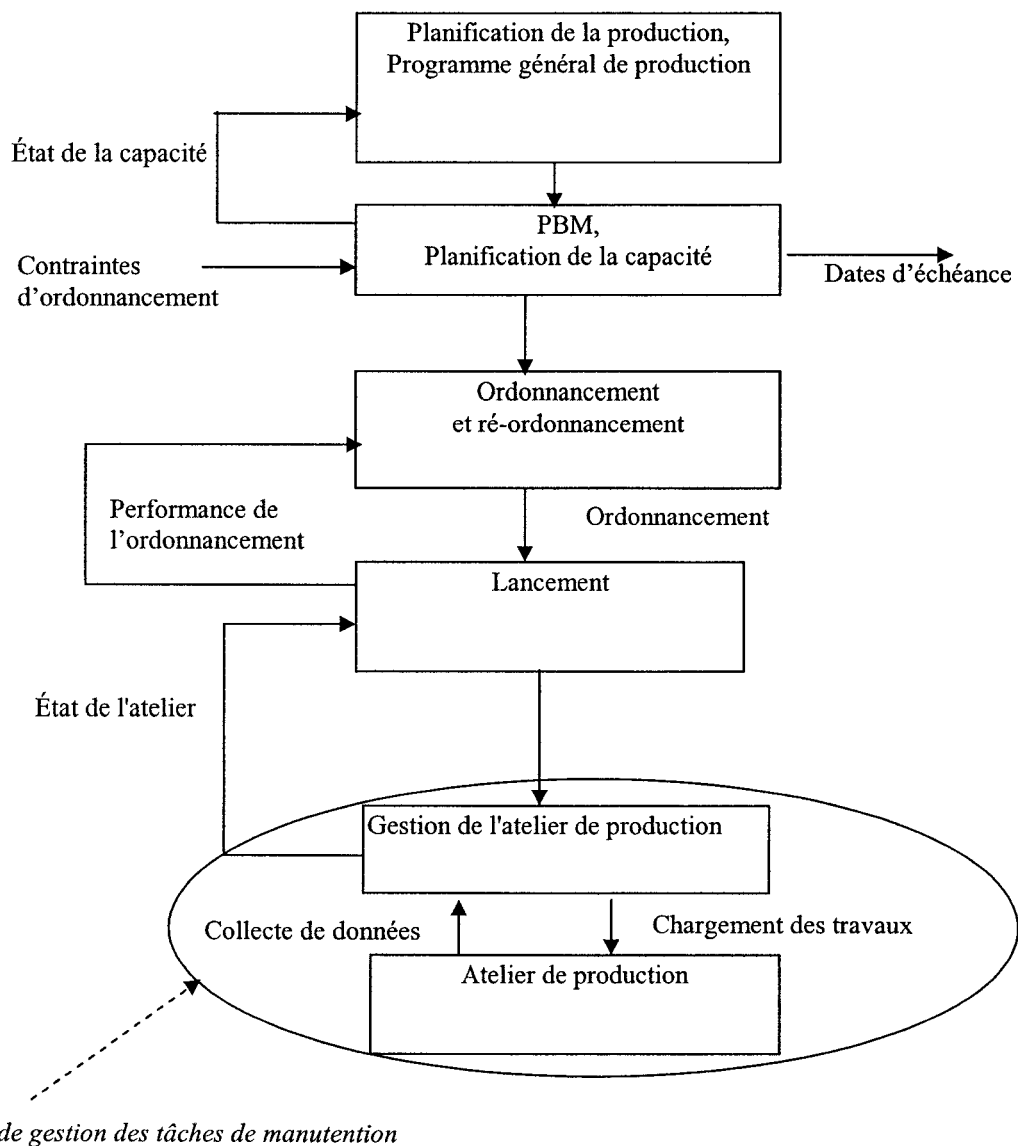 Planification de la production,
Programme général de production
État de la capacité
PBM,
Planification de la capacité
Contraintes
d'ordonnancement
Dates d'échéance
Ordonnancement
et ré-ordonnancement
Performance de
l'ordonnancement
Ordonnancement
Lancement
État de l'atelier
Gestion de l'atelier de production
Collecte de données
Chargement des travaux
Atelier de production
de gestion des tâches de manutention